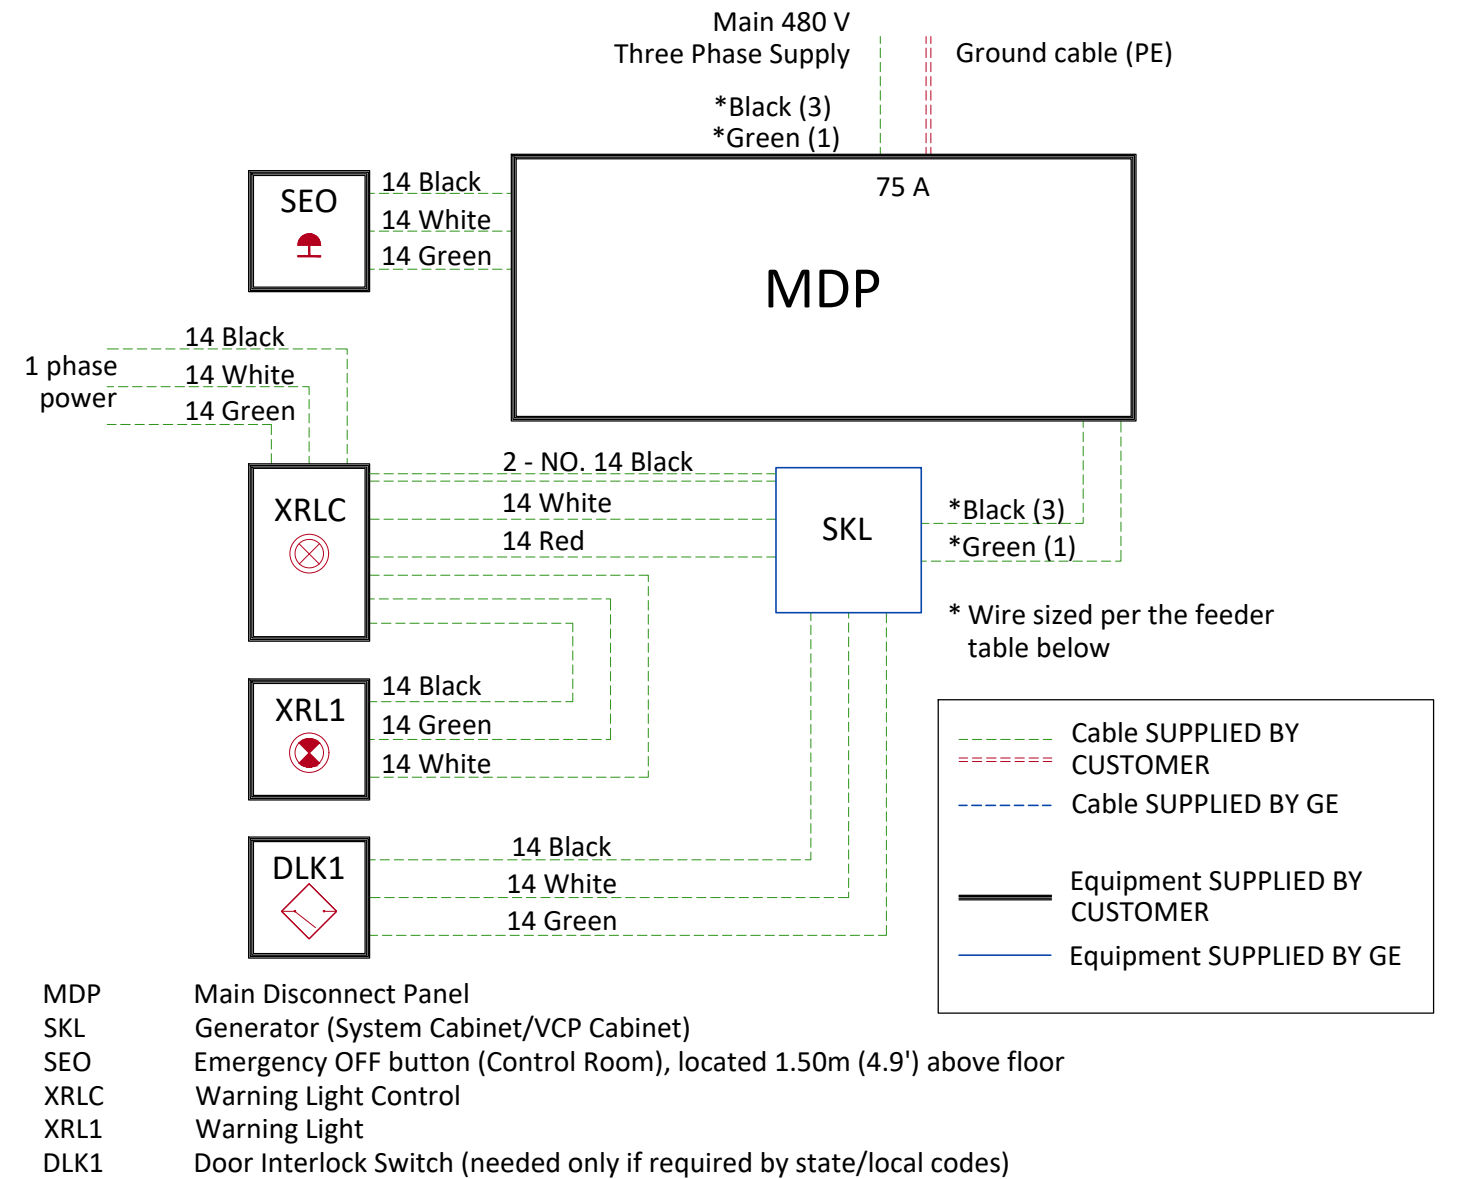 Main 480 V
Three Phase Supply
Ground cable (PE)
*Black (3)
*Green (1)
75 A
MDP
SEO
14 Black
14 White
14 Green
1 phase
power
14 Black
14 White
14 Green
XRLC
2 - NO. 14 Black
14 White
14 Red
SKL
*Black (3)
*Green (1)
* Wire sized per the feeder
table below
XRL1
14 Black
14 Green
14 White
DLK1
14 Black
14 White
14 Green
Cable SUPPLIED BY
CUSTOMER
Cable SUPPLIED BY GE
Equipment SUPPLIED BY
CUSTOMER
Equipment SUPPLIED BY GE
MDP Main Disconnect Panel
SKL Generator (System Cabinet/VCP Cabinet)
SEO Emergency OFF button (Control Room), located 1.50m (4.9') above floor
XRLC Warning Light Control
XRL1 Warning Light
DLK1 Door Interlock Switch (needed only if required by state/local codes)